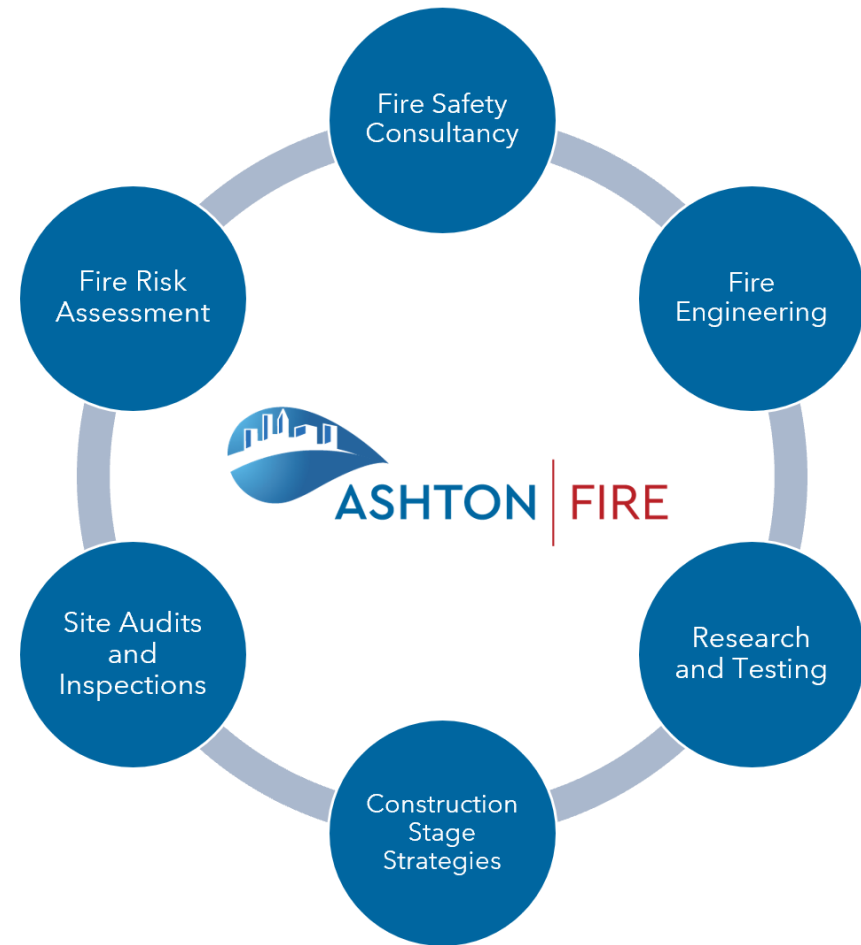 Fire Safety
Consultancy
Fire
Engineering
Research
and Testing
Construction
Stage
Strategies
Site Audits
and
Inspections
Fire Risk
Assessment
ASHTON FIRE